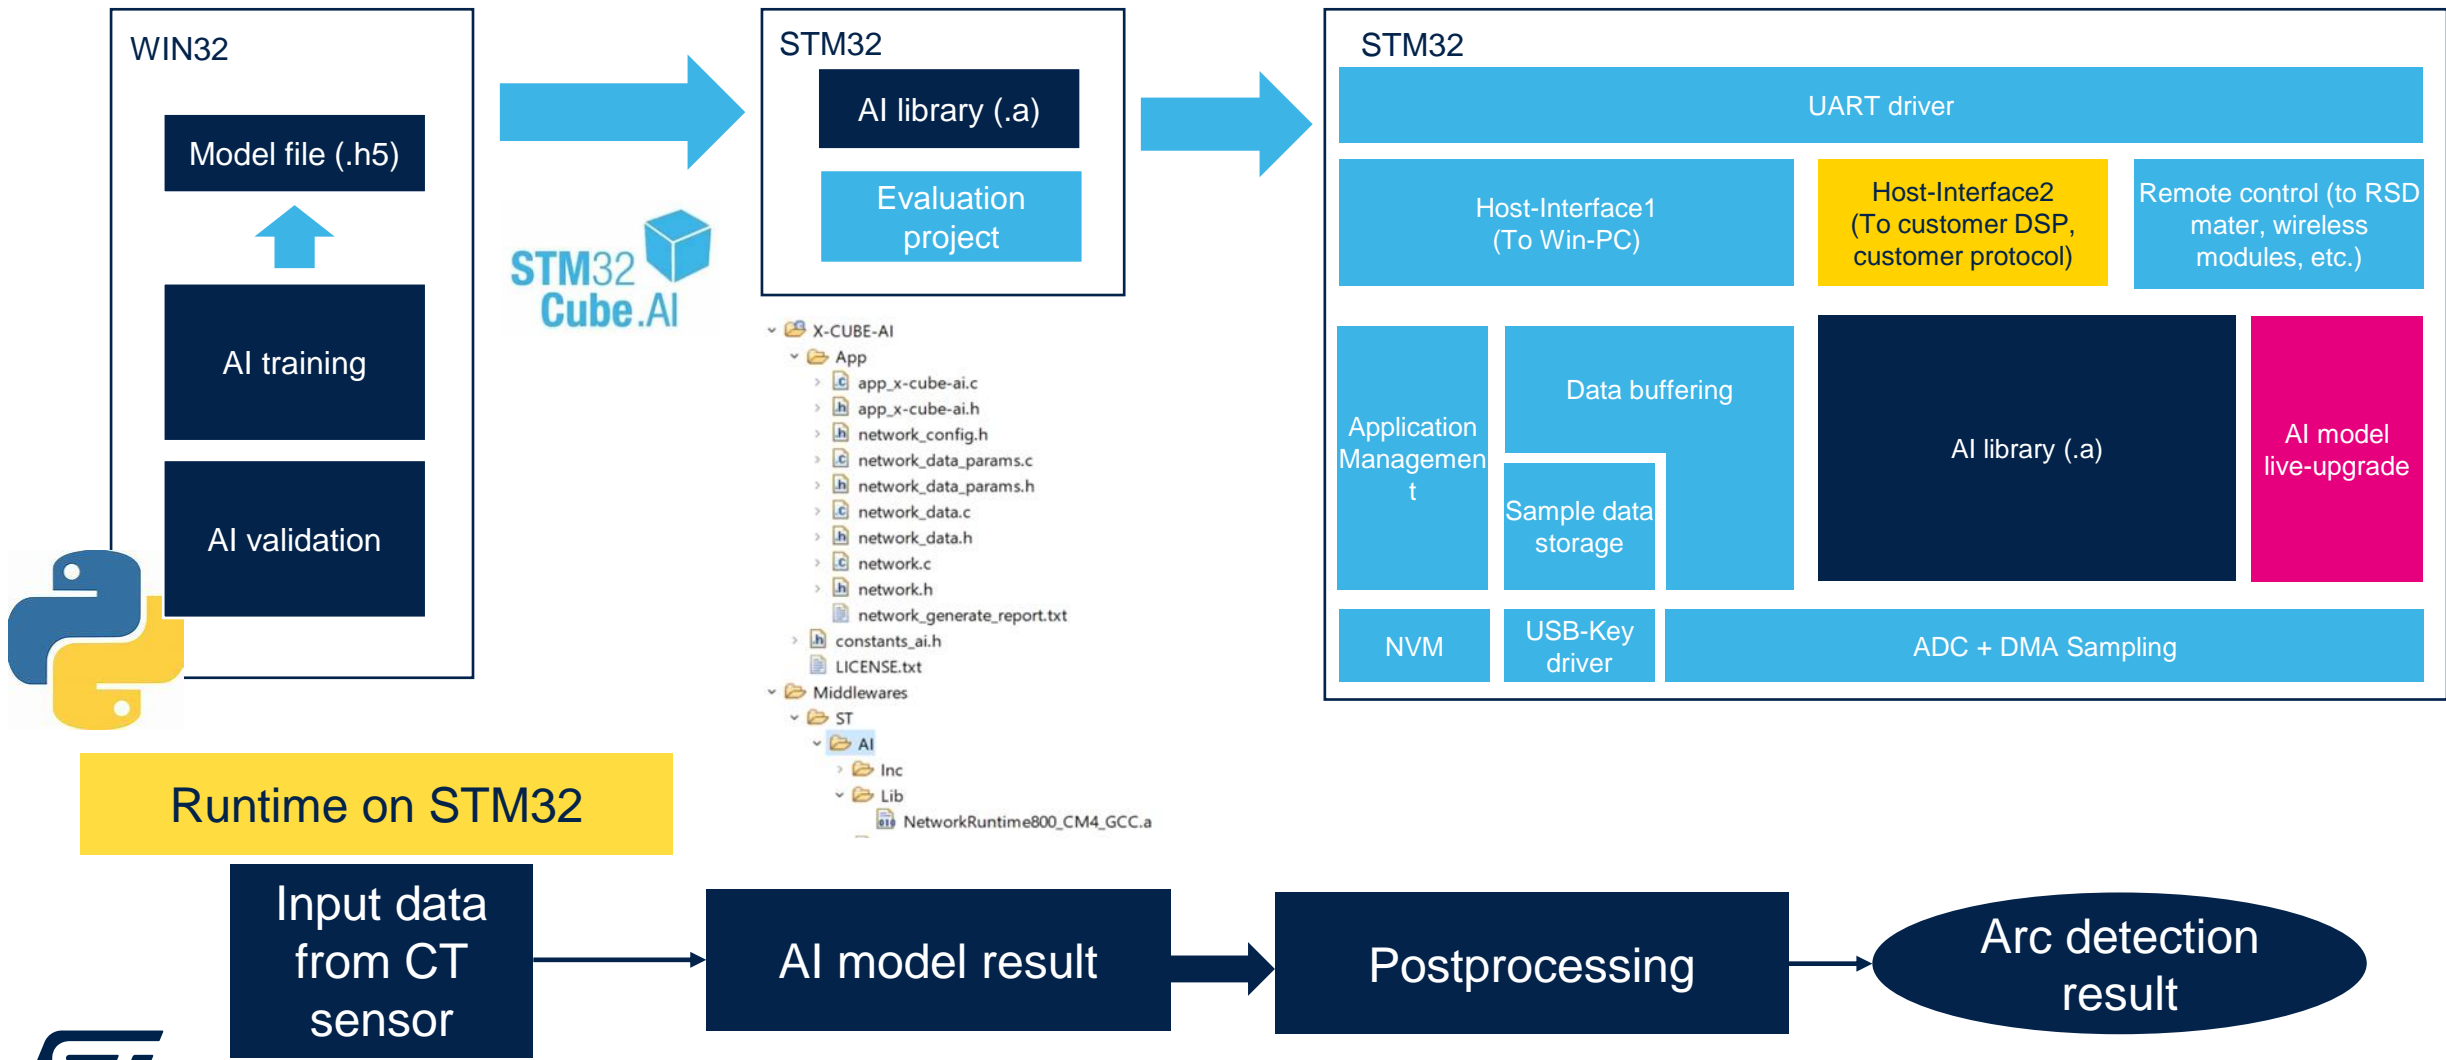 WIN32
Model file (.h5)
AI training
AI validation
STM32
Cube.AI
STM32
AI library (.a)
Evaluation
project
X-CUBE-AI
App
app_x-cube-ai.c
app_x-cube-ai.h
network_config.h
network_data_params.c
network_data_params.h
network_data.c
network_data.h
network.c
network.h
network_generate_report.txt
constants_ai.h
LICENSE.txt
Middlewares
ST
AI
Inc
Lib
NetworkRuntime800_CM4_GCC.a
STM32
UART driver
Host-Interface1
(To Win-PC)
Host-Interface2
(To customer DSP,
customer protocol)
Remote control (to RSD
mater, wireless
modules, etc.)
Application
Managemen
t
Data buffering
Sample data
storage
AI library (.a)
AI model
live-upgrade
NVM
USB-Key
driver
ADC + DMA Sampling
Runtime on STM32
Input data
from CT
sensor
AI model result
Postprocessing
Arc detection
result